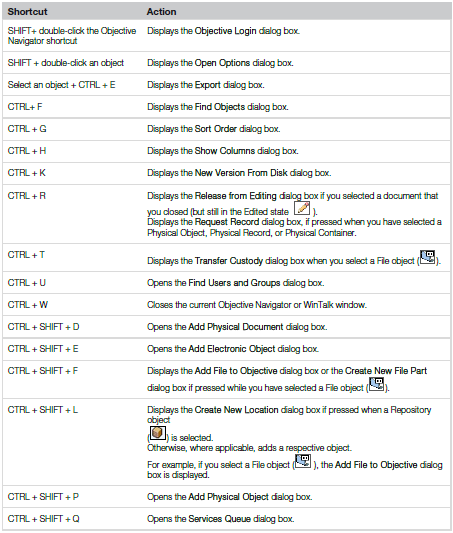 Shortcut Action
SHIFT+ double-click the Objective Displays the Objective Login dialog box.
Navigator shortcut
SHIFT + double-click an object Displays the Open Options dialog box.
Select an object + CTRL + E Displays the Export dialog box.
CTRL+ F Displays the Find Objects dialog box.
CTRL + G Displays the Sort Order dialog box.
CTRL + H Displays the Show Columns dialog box.
CTRL + K Displays the New Version From Disk dialog box.
CTRL + R Displays the Release from Editing dialog box if you selected a document that
you closed (but still in the Edited state ).
Displays the Request Record dialog box, if pressed when you have selected a
Physical Object, Physical Record, or Physical Container.
CTRL + T Displays the Transfer Custody dialog box when you select a File object ( ).
CTRL + U Opens the Find Users and Groups dialog box.
CTRL + W Closes the current Objective Navigator or WinTalk window.
CTRL + SHIFT + D Opens the Add Physical Document dialog box.
CTRL + SHIFT + E Opens the Add Electronic Object dialog box.
CTRL + SHIFT + F Displays the Add File to Objective dialog box or the Create New File Part
dialog box if pressed while you have selected a File object ( ).
CTRL + SHIFT + L Displays the Create New Location dialog box if pressed when a Repository
object
( ) is selected.
Otherwise, where applicable, adds a respective object.
For example, if you select a File object ( ), the Add File to Objective dialog
box is displayed.
CTRL + SHIFT + P Opens the Add Physical Object dialog box.
CTRL + SHIFT + Q Opens the Services Queue dialog box.